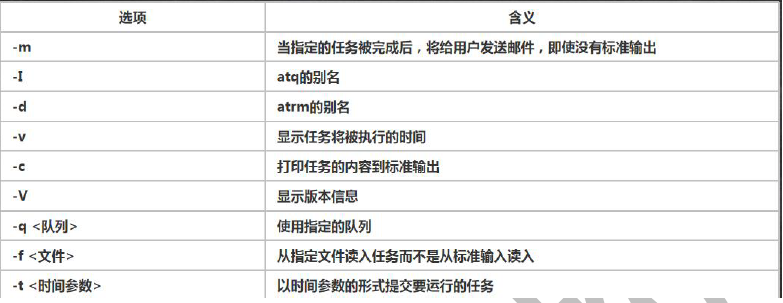 选项 含义
-m 当指定的任务被完成后，将给用户发送邮件，即使没有标准输出
-I atq的别名
-d atrm的别名
-v 显示任务将被执行的时间
-c 打印任务的内容到标准输出
-V 显示版本信息
-q <队列> 使用指定的队列
-f <文件> 从指定文件读入任务而不是从标准输入读入
-t <时间参数> 以时间参数的形式提交要运行的任务